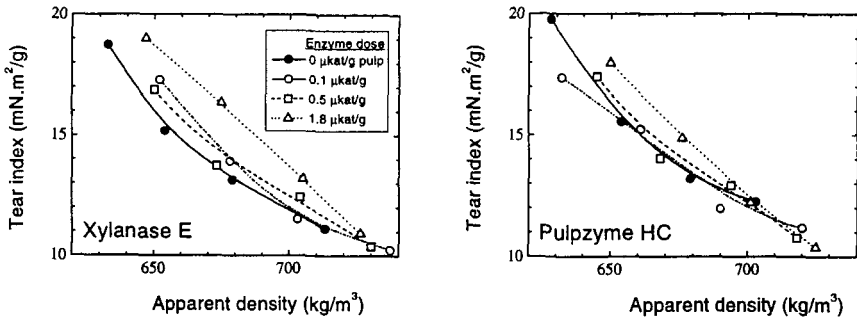 20
15
10
Tear index (mN.m²/g)
Enzyme dose
0 μkat/g pulp
0.1 μkat/g
0.5 μkat/g
1.8 μkat/g
Xylanase E
650
700
Apparent density (kg/m³)
20
15
10
Tear index (mN.m²/g)
Pulpzyme HC
650
700
Apparent density (kg/m³)